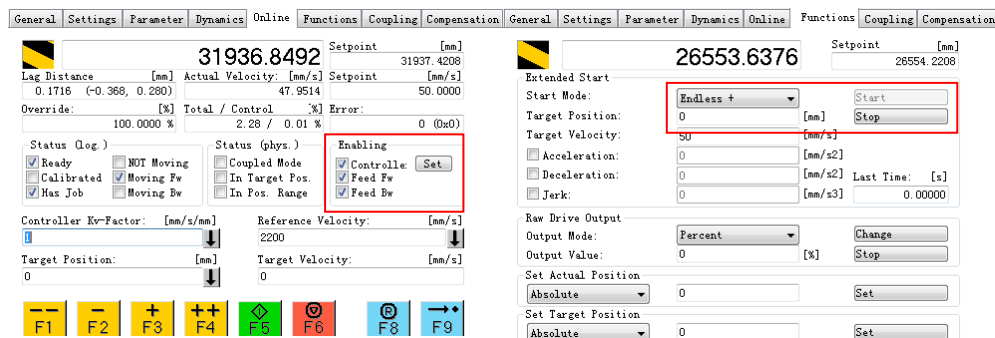 General Settings Parameter Dynamics Online Functions Coupling Compensation
31936.8492
Setpoint [mm]
31937.4208
Lag Distance [mm] Actual Velocity: [mm/s] Setpoint [mm/s]
0.1716 (-0.368, 0.280) 47.9514 50.0000
Override: [%] Total / Control [%] Error:
100.0000 % 2.28 / 0.01 % 0 (0x0)
Status (log.) Status (phys.) Enabling
Ready NOT Moving Coupled Mode Controlle: Set
Calibrated Moving Fw In Target Pos. Feed Fw
Has Job Moving Bw In Pos. Range Feed Bw
Controller Kv-Factor: [mm/s/mm] Reference Velocity: [mm/s]
1 2200
Target Position: [mm] Target Velocity: [mm/s]
0 0
-- - + ++ R
F1 F2 F3 F4 F5 F6 F8 F9
General Settings Parameter Dynamics Online Functions Coupling Compensation
26553.6376
Setpoint [mm]
26554.2208
Extended Start
Start Mode: Endless + Start
Target Position: 0 [mm] Stop
Target Velocity: 50 [mm/s]
Acceleration: 0 [mm/s2]
Deceleration: 0 [mm/s2] Last Time: [s]
Jerk: 0 [mm/s3] 0.00000
Raw Drive Output
Output Mode: Percent Change
Output Value: 0 [%] Stop
Set Actual Position
Absolute 0 Set
Set Target Position
Absolute 0 Set